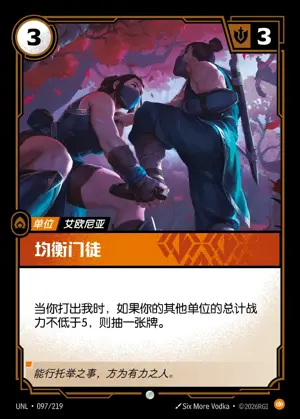 3
3
单位
艾欧尼亚
均衡门徒
当你打出我时，如果你的其他单位的总计战
力不低于5，则抽一张牌。
能行托举之事，方为有力之人。
UNL • 097/219
Six More Vodka • ©2026RGI